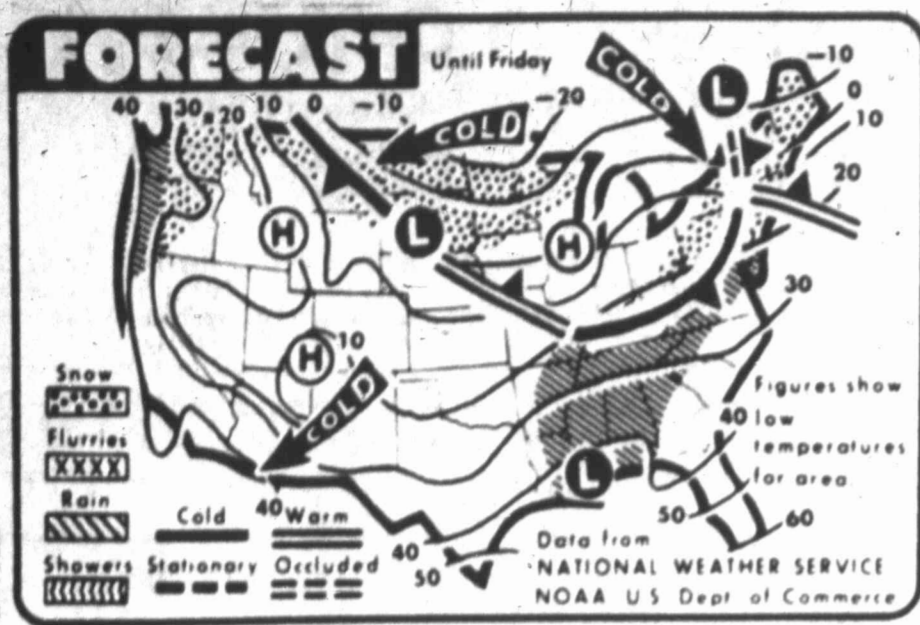 FORECAST Until Friday
40 30 20 10 0 -10 -20 -10
0
10
20
COLD
COLD
L
H
L
H
30
H 10
COLD
Snow
Flurries
Rain
Showers
Cold
Warm
Stationary
Occluded
40
40
50
L
Figures show
low
temperatures
for area
40
50
60
Data from
NATIONAL WEATHER SERVICE
NOAA US Dept of Commerce